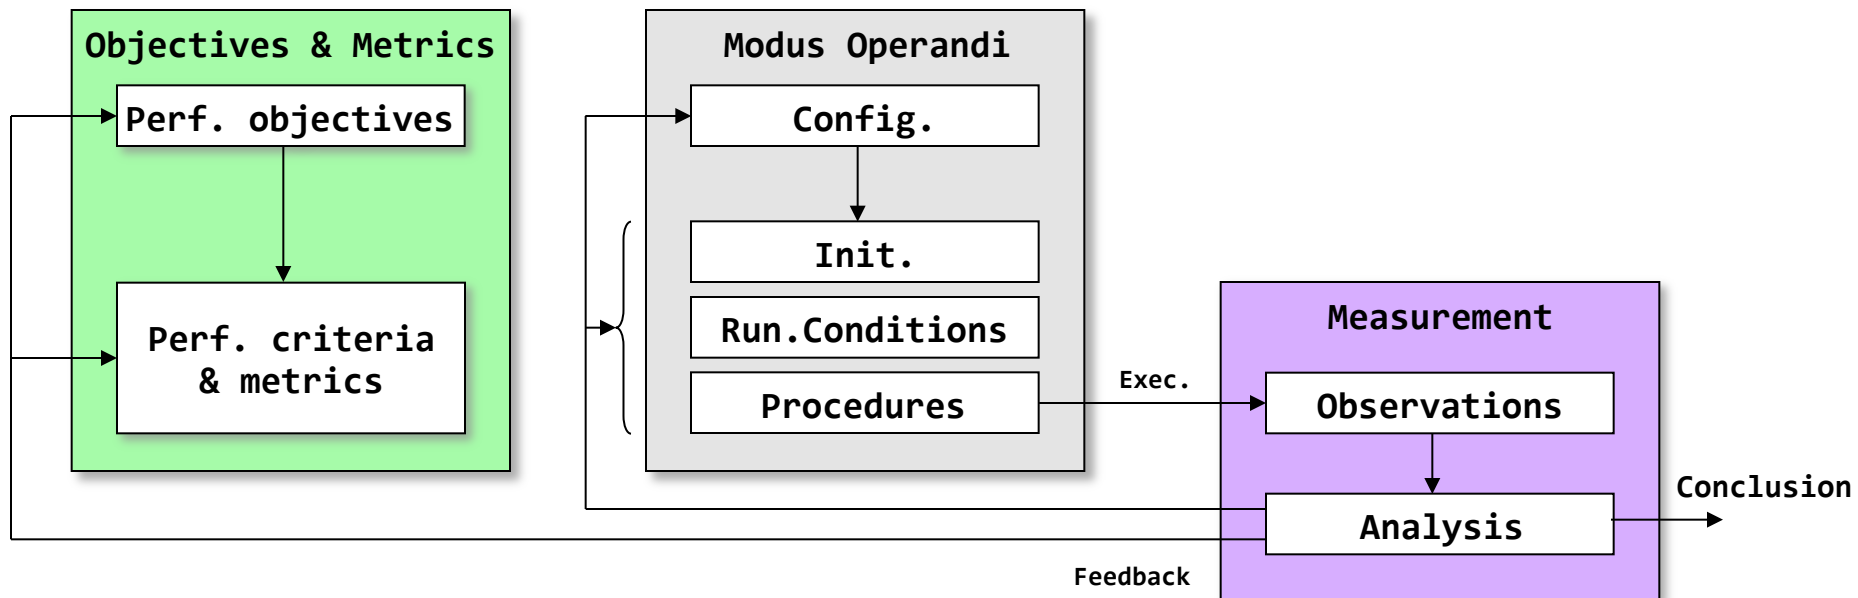 Objectives & Metrics
Perf. objectives
Perf. criteria
& metrics
Modus Operandi
Config.
Init.
Run.Conditions
Procedures
Exec.
Measurement
Observations
Analysis
Conclusion
Feedback